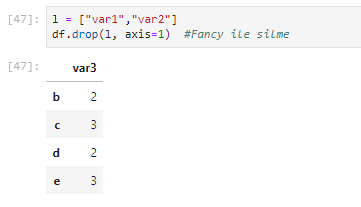 [47]: l = ["var1","var2"]
df.drop(l, axis=1)  #Fancy ile silme
[47]:
var3
b 2
c 3
d 2
e 3